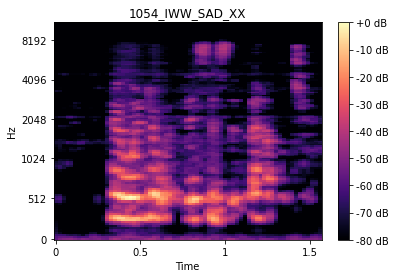 1054_IWW_SAD_XX
+0 dB
8192
-10 dB
4096
-20 dB
-30 dB
2048
Hz
-40 dB
1024
-50 dB
512
-60 dB
-70 dB
0
-80 dB
0
0.5
1
1.5
Time